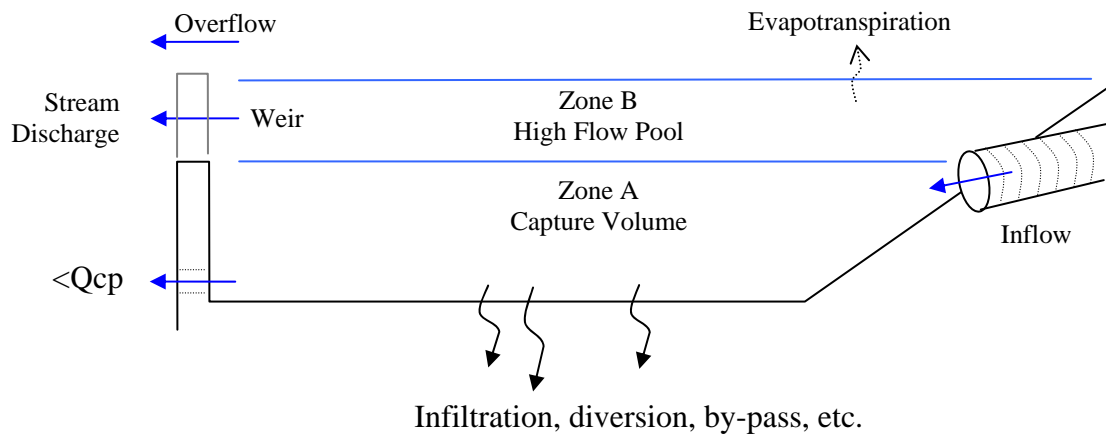 Overflow
Evapotranspiration
Stream
Discharge
Weir
Zone B
High Flow Pool
Zone A
Capture Volume
Inflow
<Qcp
Infiltration, diversion, by-pass, etc.